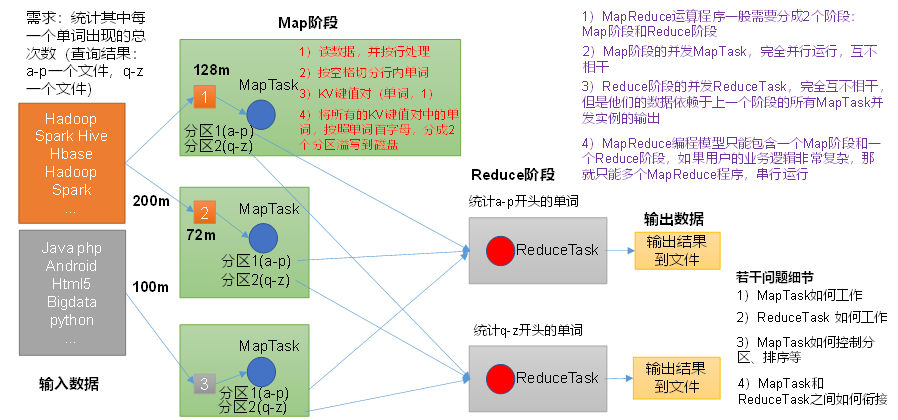 需求：统计其中每
一个单词出现的总
次数（查询结果：
a-p一个文件，q-z
一个文件）
Hadoop
Spark Hive
Hbase
Hadoop
Spark
...
Java php
Android
Html5
Bigdata
python
...
输入数据
200m
100m
Map阶段
128m
1
MapTask
分区1(a-p)
分区2(q-z)
1）读数据，并按行处理
2）按空格切分行内单词
3）KV键值对（单词，1）
4）将所有的KV键值对中的单
词，按照单词首字母，分成2
个分区溢写到磁盘
2
72m
MapTask
分区1(a-p)
分区2(q-z)
3
MapTask
分区1(a-p)
分区2(q-z)
Reduce阶段
统计a-p开头的单词
ReduceTask
统计q-z开头的单词
ReduceTask
输出数据
输出结果
到文件
输出结果
到文件
1）MapReduce运算程序一般需要分成2个阶段：
Map阶段和Reduce阶段
2）Map阶段的并发MapTask，完全并行运行，互不
相干
3）Reduce阶段的并发ReduceTask，完全互不相干，
但是他们的数据依赖于上一个阶段的所有MapTask并
发实例的输出
4）MapReduce编程模型只能包含一个Map阶段和一
个Reduce阶段，如果用户的业务逻辑非常复杂，那
就只能多个MapReduce程序，串行运行
若干问题细节
1）MapTask如何工作
2）ReduceTask 如何工作
3）MapTask如何控制分
区、排序等
4）MapTask和
ReduceTask之间如何衔接